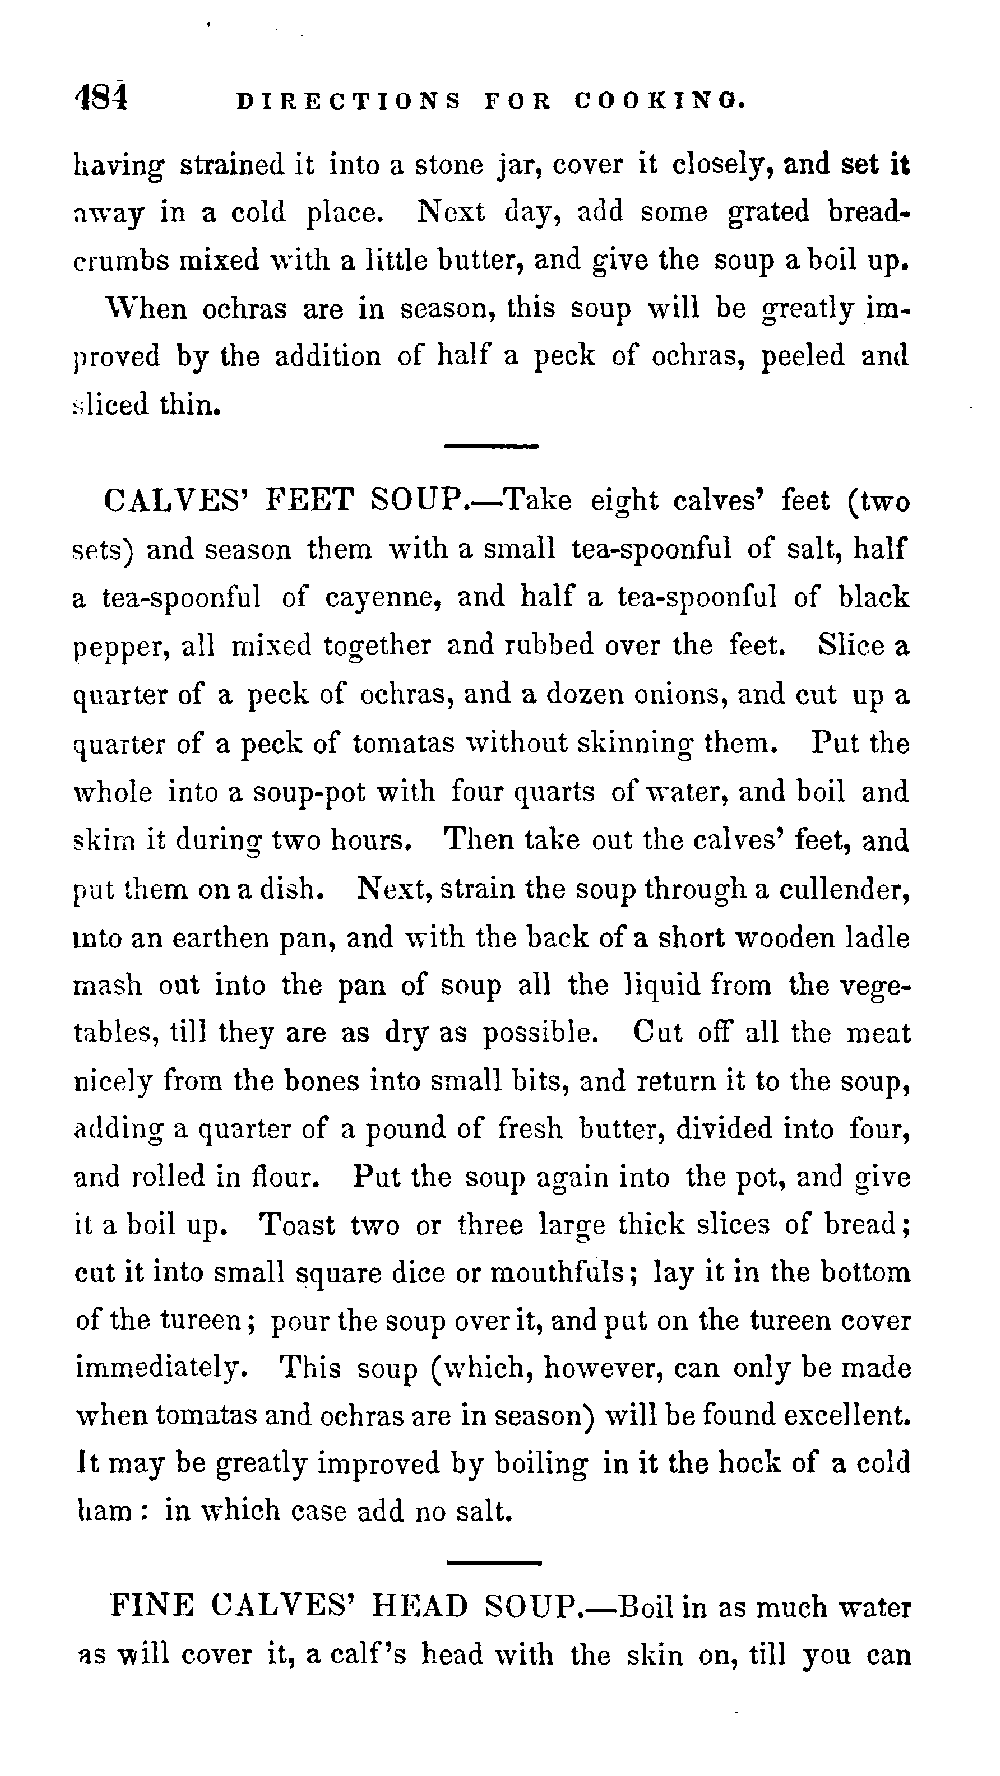 484 DIRECTIONS FOR COOKING.
having strained it into a stone jar, cover it closely, and set it
away in a cold place. Next day, add some grated bread-
crumbs mixed with a little butter, and give the soup a boil up.
When ochras are in season, this soup will be greatly im-
proved by the addition of half a peck of ochras, peeled and
sliced thin.
CALVES' FEET SOUP.—Take eight calves' feet (two
sets) and season them with a small tea-spoonful of salt, half
a tea-spoonful of cayenne, and half a tea-spoonful of black
pepper, all mixed together and rubbed over the feet. Slice a
quarter of a peck of ochras, and a dozen onions, and cut up a
quarter of a peck of tomatas without skinning them. Put the
whole into a soup-pot with four quarts of water, and boil and
skim it during two hours. Then take out the calves' feet, and
put them on a dish. Next, strain the soup through a cullender,
into an earthen pan, and with the back of a short wooden ladle
mash out into the pan of soup all the liquid from the vege-
tables, till they are as dry as possible. Cut off all the meat
nicely from the bones into small bits, and return it to the soup,
adding a quarter of a pound of fresh butter, divided into four,
and rolled in flour. Put the soup again into the pot, and give
it a boil up. Toast two or three large thick slices of bread;
cut it into small square dice or mouthfuls; lay it in the bottom
of the tureen; pour the soup over it, and put on the tureen cover
immediately. This soup (which, however, can only be made
when tomatas and ochras are in season) will be found excellent.
It may be greatly improved by boiling in it the hock of a cold
ham: in which case add no salt.
FINE CALVES' HEAD SOUP.—Boil in as much water
as will cover it, a calf's head with the skin on, till you can